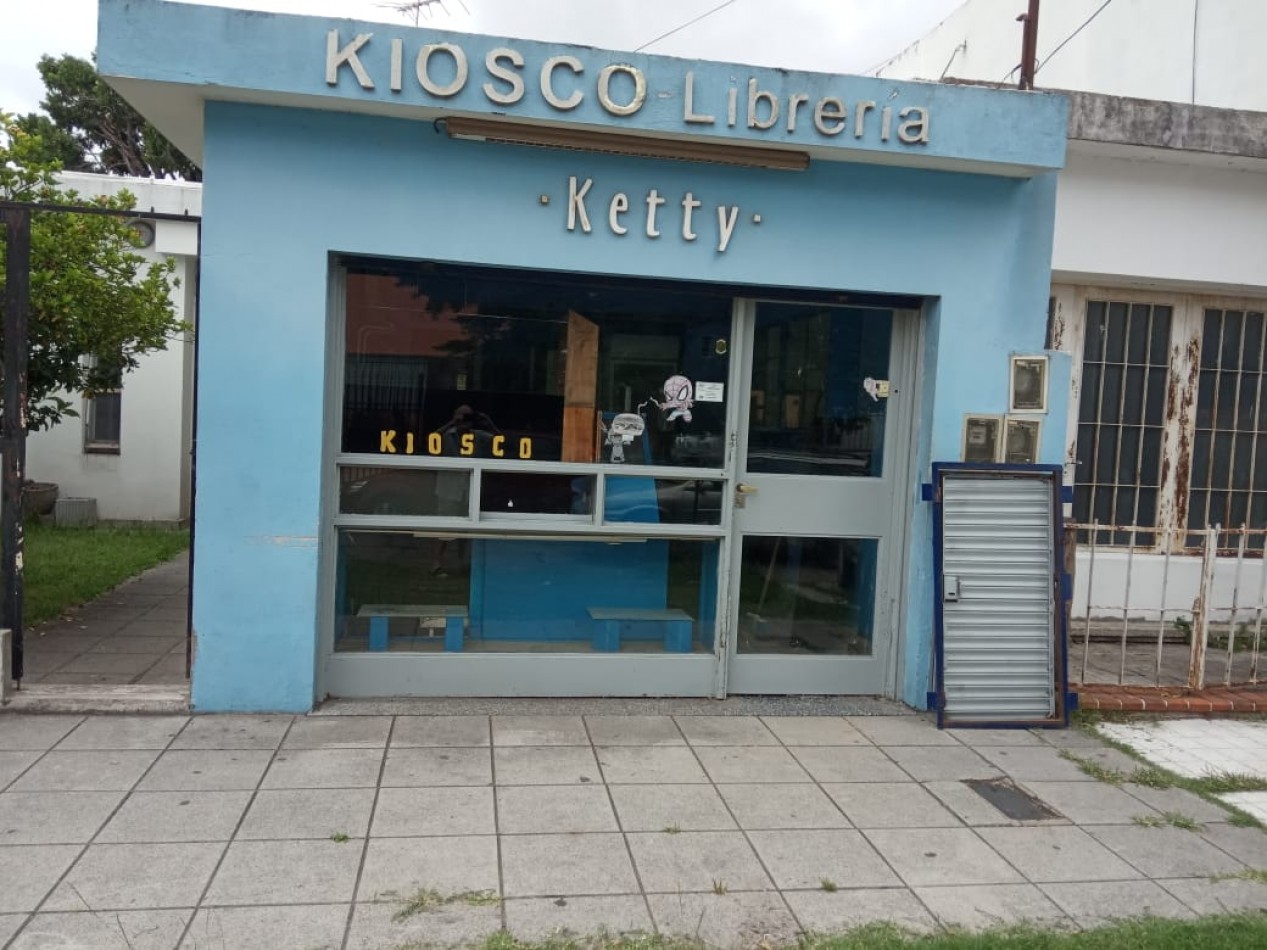 KIOSCO Librería
· Ketty ·
KIOSCO